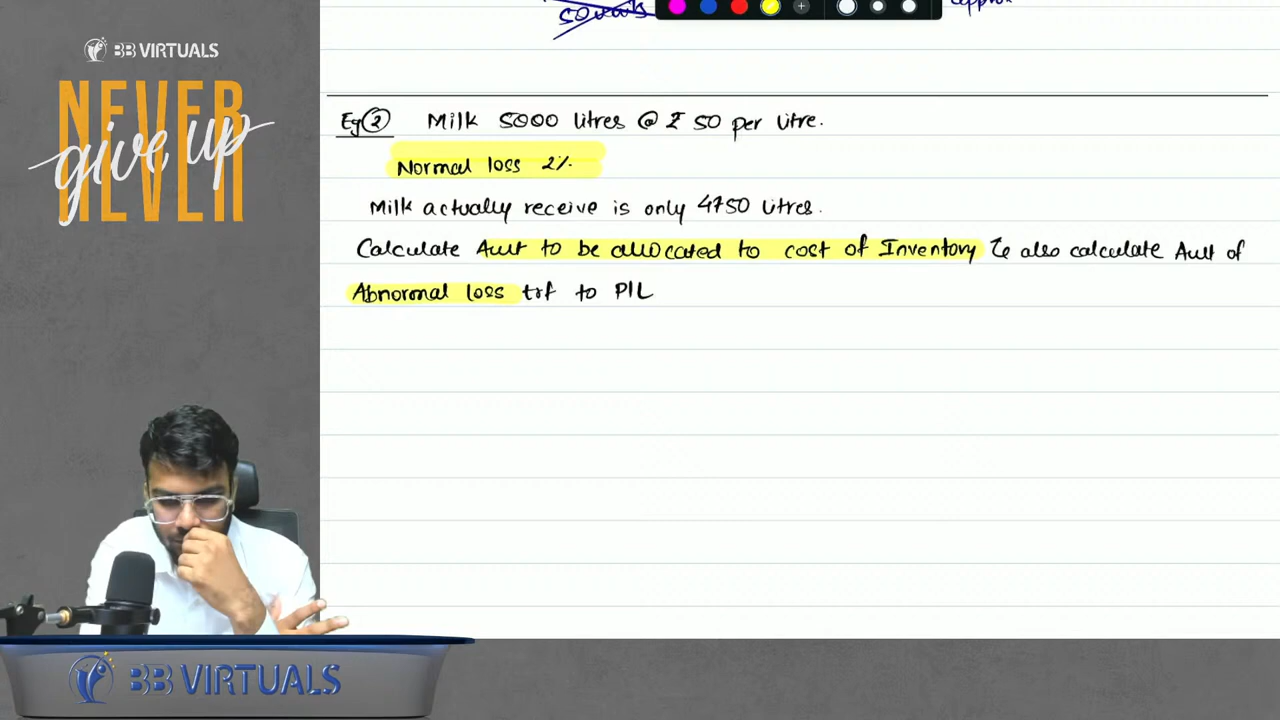 BB VIRTUALS
NEVER
give up
NEVER
50
Eg② Milk 5000 litres @ ₹ 50 per litre.
Normal loss 2%
Milk actually receive is only 4750 litres.
Calculate Amt to be allocated to cost of Inventory & also calculate Amt of
Abnormal loss trf to P/L
BB VIRTUALS